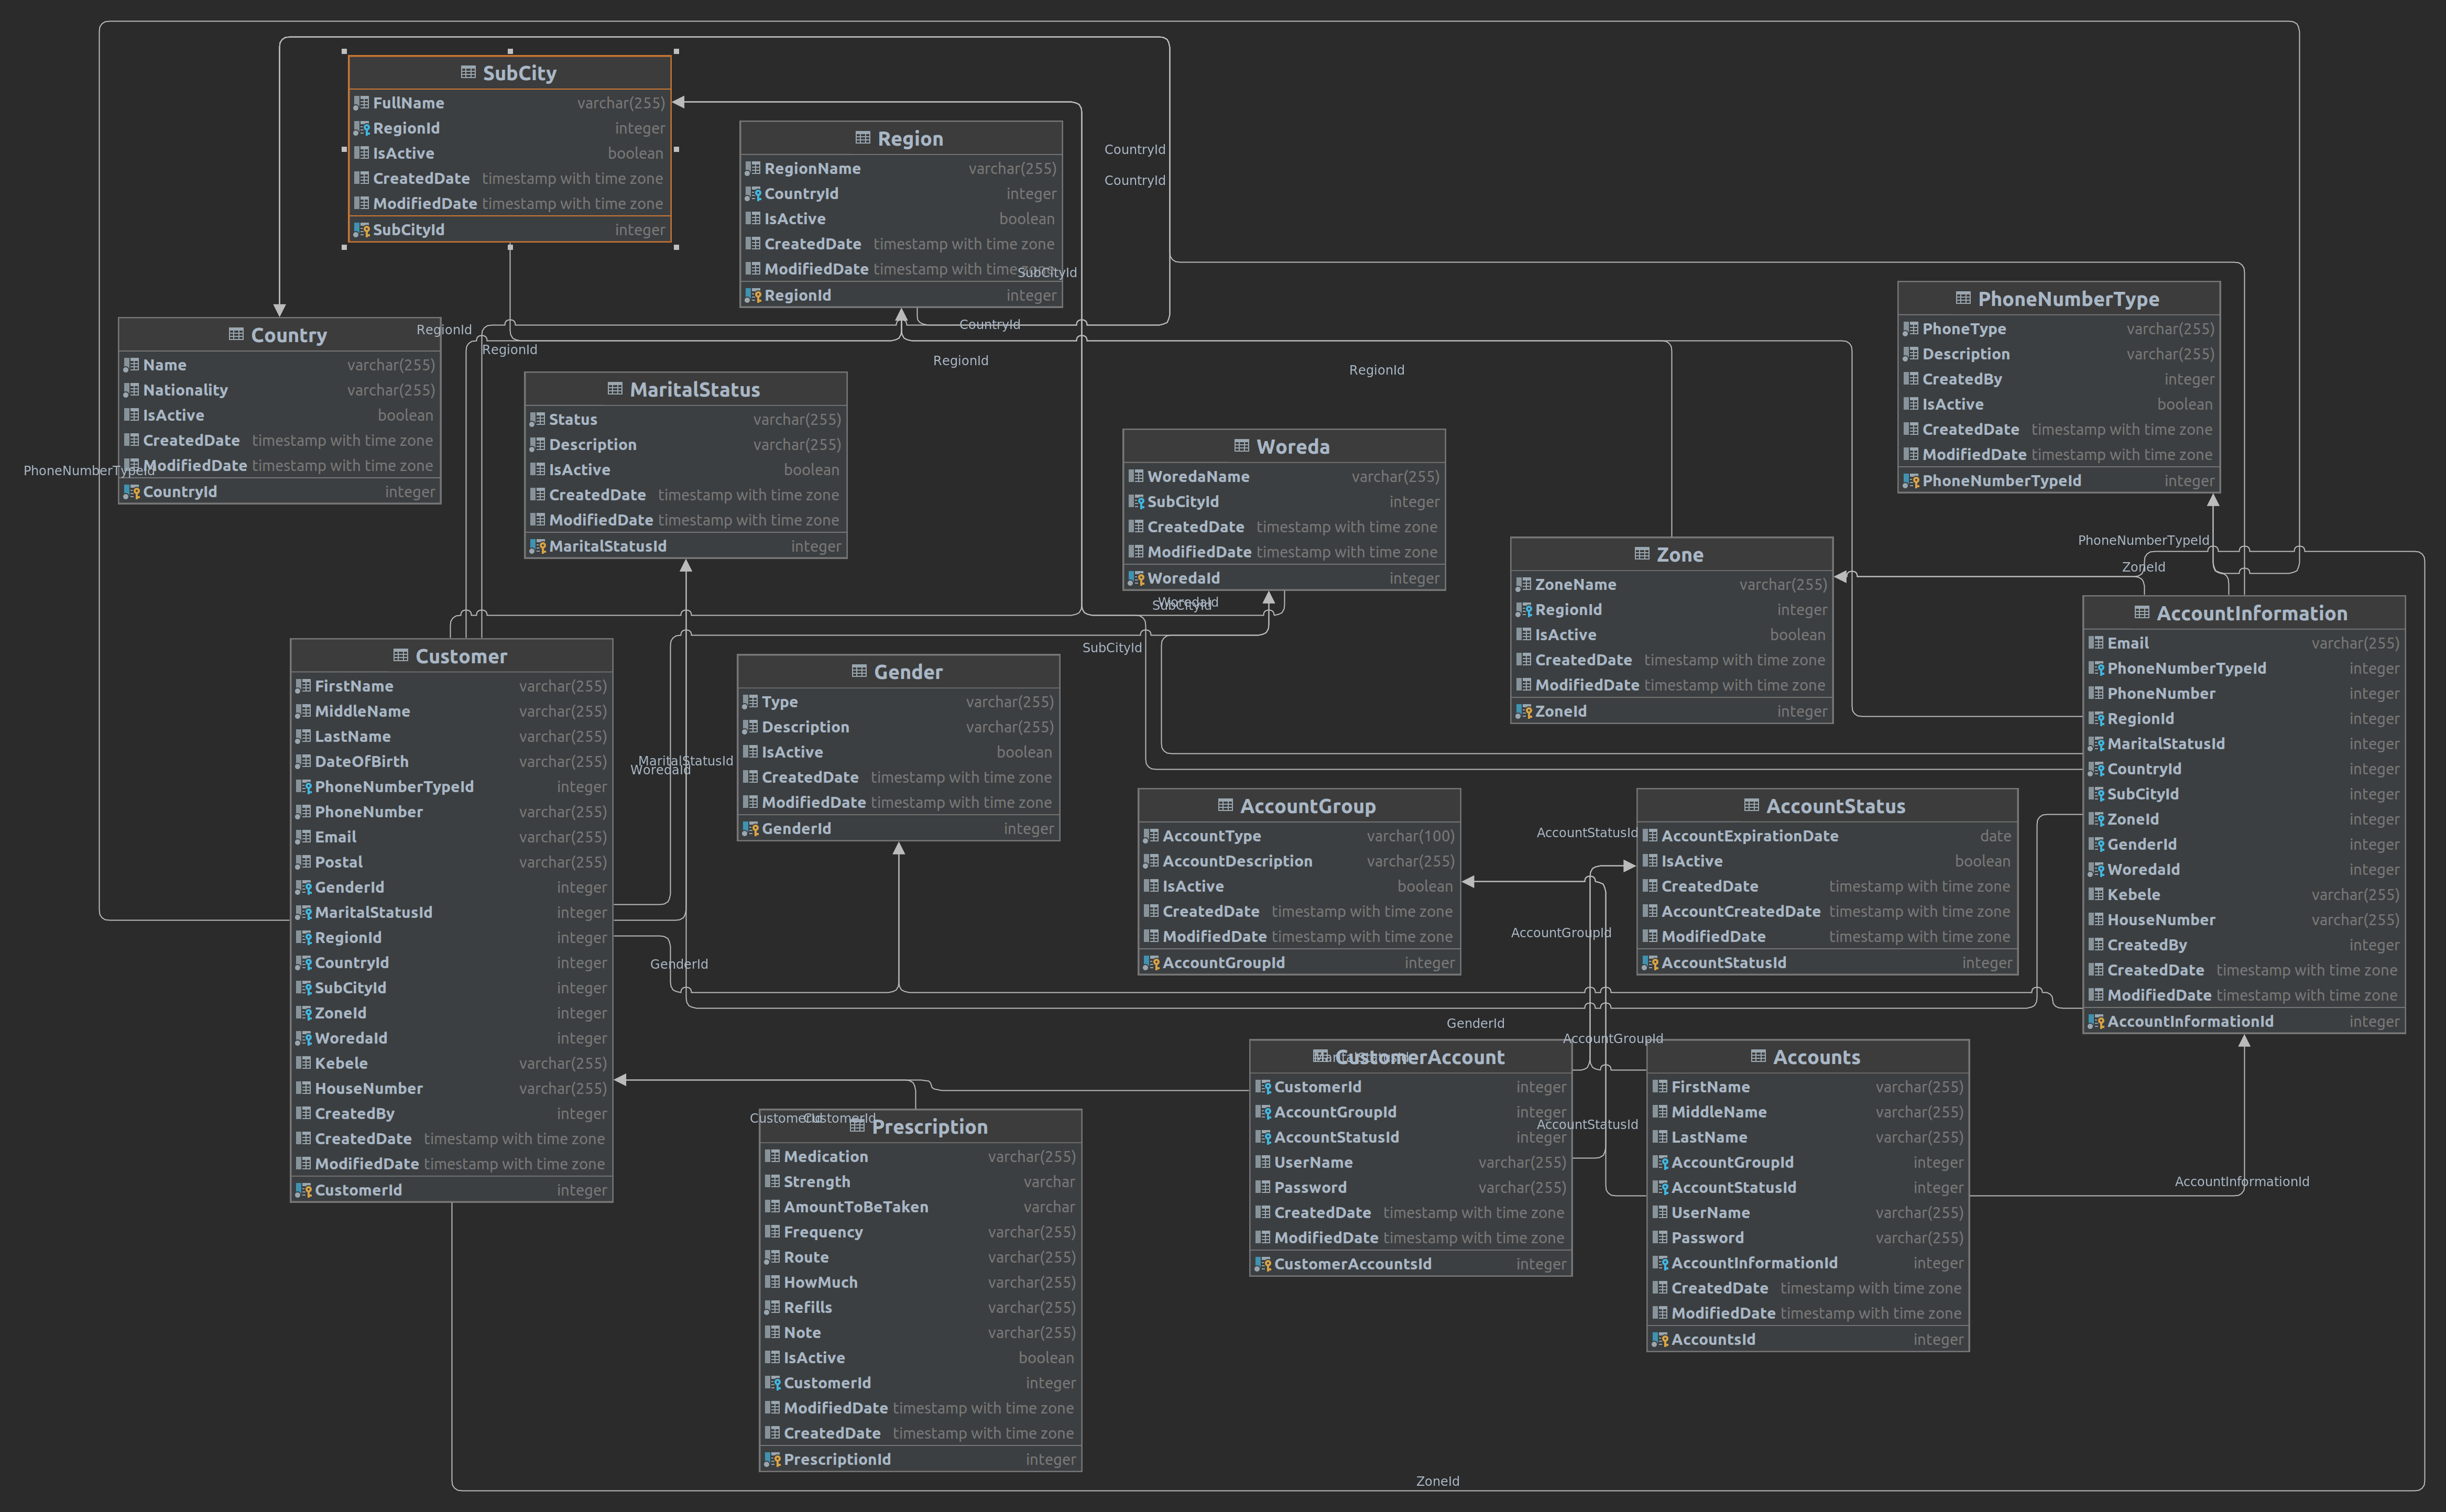 SubCity
FullName varchar(255)
RegionId integer
IsActive boolean
CreatedDate timestamp with time zone
ModifiedDate timestamp with time zone
SubCityId integer
Region
RegionName varchar(255)
CountryId integer
IsActive boolean
CreatedDate timestamp with time zone
ModifiedDate timestamp with time zone
RegionId integer
CountryId
CountryId
SubCityId
CountryId
RegionId
RegionId
RegionId
RegionId
Country
Name varchar(255)
Nationality varchar(255)
IsActive boolean
CreatedDate timestamp with time zone
ModifiedDate timestamp with time zone
CountryId integer
PhoneNumberTypeId
MaritalStatus
Status varchar(255)
Description varchar(255)
IsActive boolean
CreatedDate timestamp with time zone
ModifiedDate timestamp with time zone
MaritalStatusId integer
Woreda
WoredaName varchar(255)
SubCityId integer
CreatedDate timestamp with time zone
ModifiedDate timestamp with time zone
WoredaId integer
WoredaId
SubCityId
SubCityId
PhoneNumberType
PhoneType varchar(255)
Description varchar(255)
CreatedBy integer
IsActive boolean
CreatedDate timestamp with time zone
ModifiedDate timestamp with time zone
PhoneNumberTypeId integer
PhoneNumberTypeId
ZoneId
Zone
ZoneName varchar(255)
RegionId integer
IsActive boolean
CreatedDate timestamp with time zone
ModifiedDate timestamp with time zone
ZoneId integer
AccountInformation
Email varchar(255)
PhoneNumberTypeId integer
PhoneNumber integer
RegionId integer
MaritalStatusId integer
CountryId integer
SubCityId integer
ZoneId integer
GenderId integer
WoredaId integer
Kebele varchar(255)
HouseNumber varchar(255)
CreatedBy integer
CreatedDate timestamp with time zone
ModifiedDate timestamp with time zone
AccountInformationId integer
Customer
FirstName varchar(255)
MiddleName varchar(255)
LastName varchar(255)
DateOfBirth varchar(255)
PhoneNumberTypeId integer
PhoneNumber varchar(255)
Email varchar(255)
Postal varchar(255)
GenderId integer
MaritalStatusId integer
RegionId integer
CountryId integer
SubCityId integer
ZoneId integer
WoredaId integer
Kebele varchar(255)
HouseNumber varchar(255)
CreatedBy integer
CreatedDate timestamp with time zone
ModifiedDate timestamp with time zone
CustomerId integer
MaritalStatusId
WoredaId
GenderId
Gender
Type varchar(255)
Description varchar(255)
IsActive boolean
CreatedDate timestamp with time zone
ModifiedDate timestamp with time zone
GenderId integer
AccountGroup
AccountType varchar(100)
AccountDescription varchar(255)
IsActive boolean
CreatedDate timestamp with time zone
ModifiedDate timestamp with time zone
AccountGroupId integer
AccountStatusId
AccountGroupId
AccountStatus
AccountExpirationDate date
IsActive boolean
CreatedDate timestamp with time zone
AccountCreatedDate timestamp with time zone
ModifiedDate timestamp with time zone
AccountStatusId integer
GenderId
AccountGroupId
MaritalStatusId
CustomerAccount
CustomerId integer
AccountGroupId integer
AccountStatusId integer
UserName varchar(255)
Password varchar(255)
CreatedDate timestamp with time zone
ModifiedDate timestamp with time zone
CustomerAccountsId integer
AccountStatusId
Accounts
FirstName varchar(255)
MiddleName varchar(255)
LastName varchar(255)
AccountGroupId integer
AccountStatusId integer
UserName varchar(255)
Password varchar(255)
AccountInformationId integer
CreatedDate timestamp with time zone
ModifiedDate timestamp with time zone
AccountsId integer
AccountInformationId
CustomerId
CustomerId
Prescription
Medication varchar(255)
Strength varchar
AmountToBeTaken varchar
Frequency varchar(255)
Route varchar(255)
HowMuch varchar(255)
Refills varchar(255)
Note varchar(255)
IsActive boolean
CustomerId integer
ModifiedDate timestamp with time zone
CreatedDate timestamp with time zone
PrescriptionId integer
ZoneId